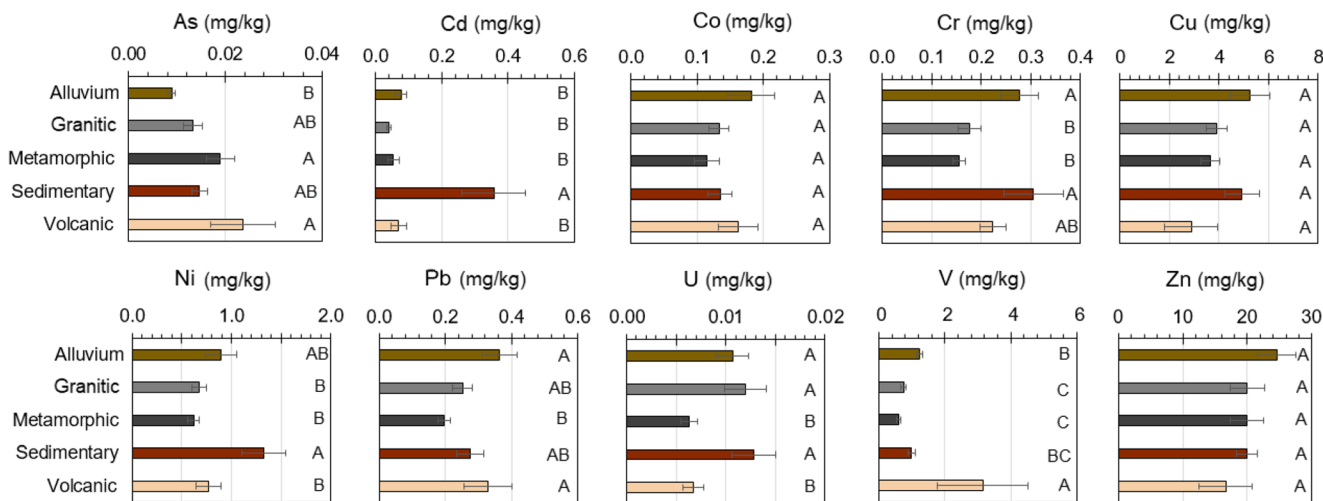 As (mg/kg) Cd (mg/kg) Co (mg/kg) Cr (mg/kg) Cu (mg/kg)
0.00 0.02 0.04 0.0 0.2 0.4 0.6 0.0 0.1 0.2 0.3 0.0 0.1 0.2 0.3 0.4 0 2 4 6 8
Alluvium B B A A A
Granitic AB B A B A
Metamorphic A B A B A
Sedimentary AB A A A A
Volcanic A B A AB A
Ni (mg/kg) Pb (mg/kg) U (mg/kg) V (mg/kg) Zn (mg/kg)
0.0 1.0 2.0 0.0 0.2 0.4 0.6 0.00 0.01 0.02 0 2 4 6 0 10 20 30
Alluvium AB A A B A
Granitic B AB A C A
Metamorphic B B B C A
Sedimentary A AB A BC A
Volcanic B A B A A